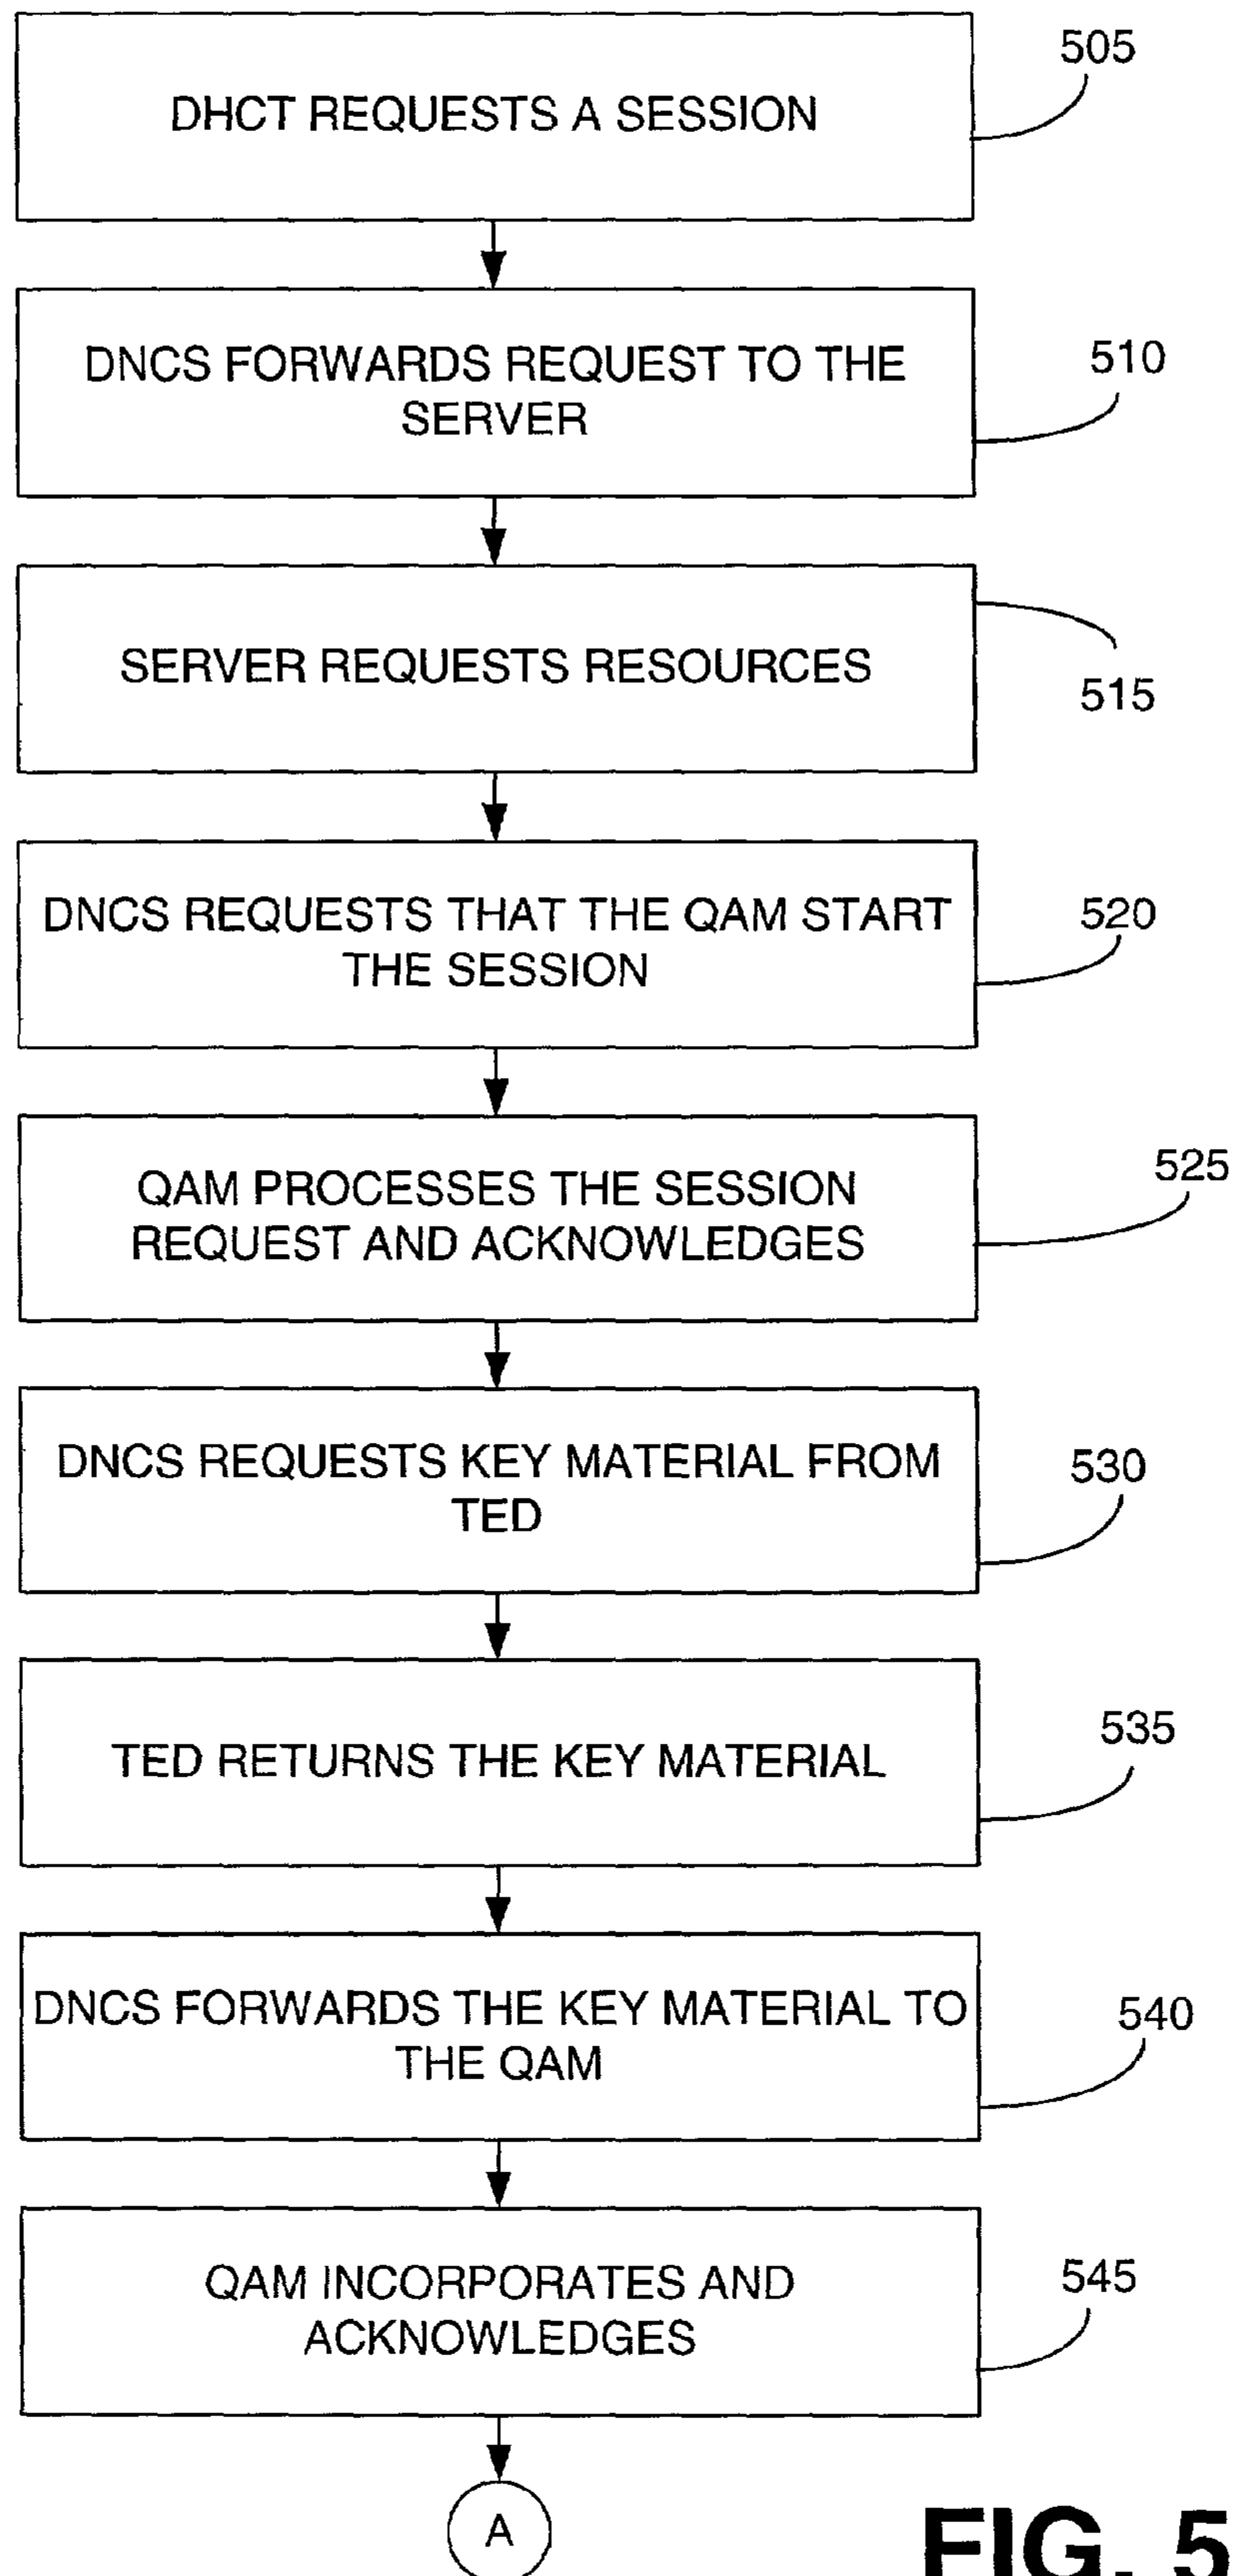 DHCT REQUESTS A SESSION
505
DNCS FORWARDS REQUEST TO THE
SERVER
510
SERVER REQUESTS RESOURCES
515
DNCS REQUESTS THAT THE QAM START
THE SESSION
520
QAM PROCESSES THE SESSION
REQUEST AND ACKNOWLEDGES
525
DNCS REQUESTS KEY MATERIAL FROM
TED
530
TED RETURNS THE KEY MATERIAL
535
DNCS FORWARDS THE KEY MATERIAL TO
THE QAM
540
QAM INCORPORATES AND
ACKNOWLEDGES
545
A
FIG. 5